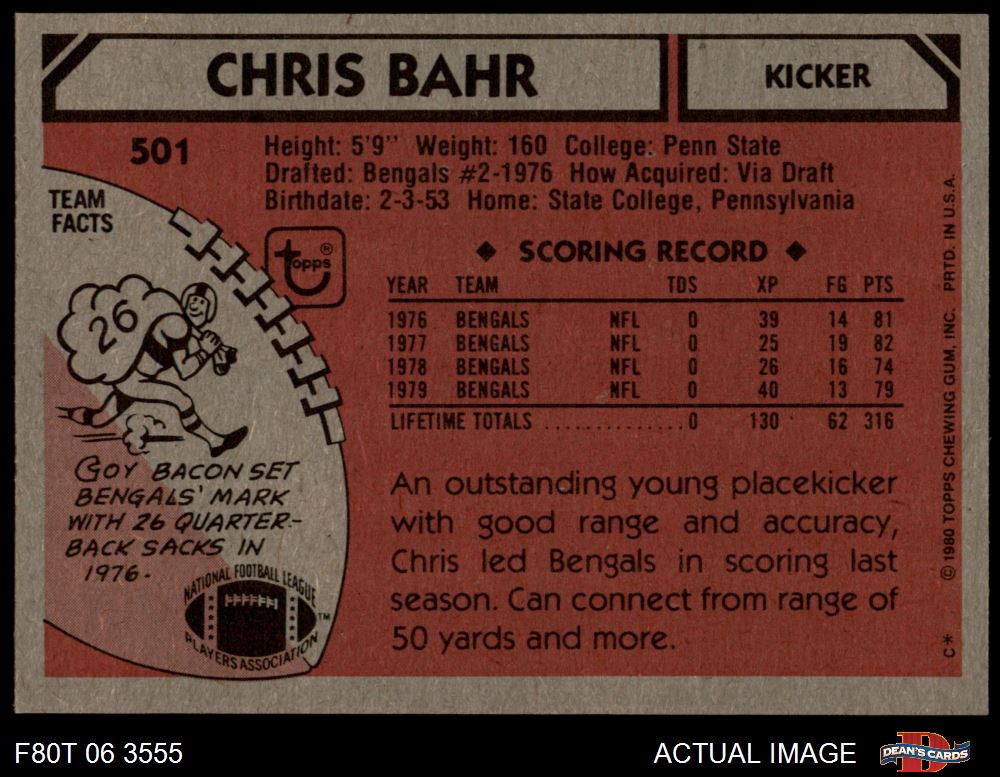 CHRIS BAHR
KICKER
501
Height: 5'9" Weight: 160 College: Penn State
Drafted: Bengals #2-1976 How Acquired: Via Draft
Birthdate: 2-3-53 Home: State College, Pennsylvania
TEAM
FACTS
topps®
26
◆ SCORING RECORD ◆
YEAR TEAM TDS XP FG PTS
1976 BENGALS NFL 0 39 14 81
1977 BENGALS NFL 0 25 19 82
1978 BENGALS NFL 0 26 16 74
1979 BENGALS NFL 0 40 13 79
LIFETIME TOTALS ..............0 130 62 316
COY BACON SET
BENGALS' MARK
WITH 26 QUARTER-
BACK SACKS IN
1976.
NATIONAL FOOTBALL LEAGUE
PLAYERS ASSOCIATION
TM
An outstanding young placekicker
with good range and accuracy,
Chris led Bengals in scoring last
season. Can connect from range of
50 yards and more.
© 1980 TOPPS CHEWING GUM, INC. PRTD. IN U.S.A.
C*
F80T 06 3555
ACTUAL IMAGE
DEAN'S CARDS